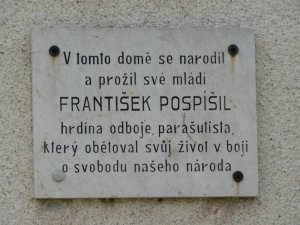 V tomto domě se narodil
a prožil své mládí
FRANTIŠEK POSPÍŠIL
hrdina odboje, parašutista,
který obětoval svůj život v boji
o svobodu našeho národa